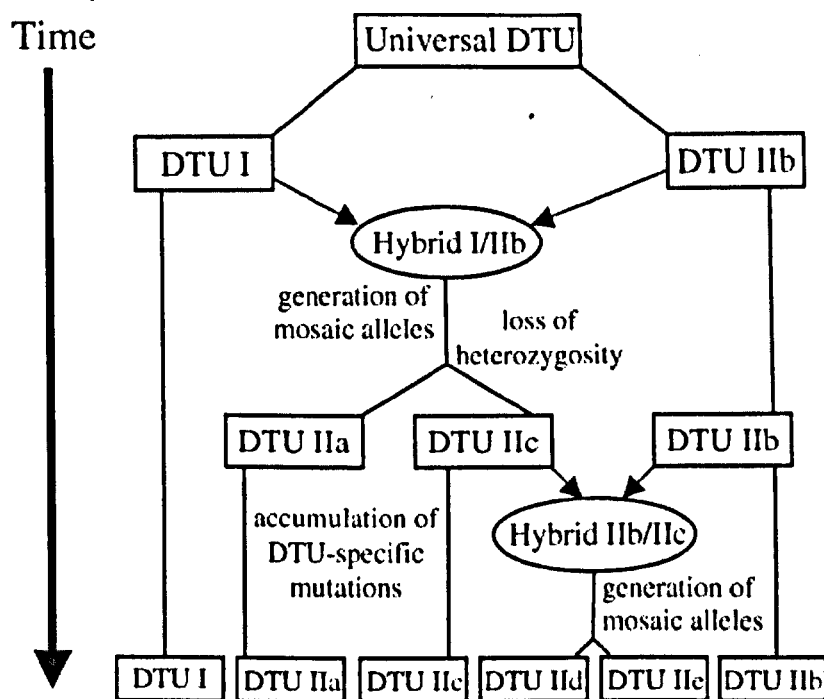 Time
Universal DTU
DTU I
DTU IIb
Hybrid I/IIb
generation of
mosaic alleles
loss of
heterozygosity
DTU IIa
DTU IIc
DTU IIb
accumulation of
DTU-specific
mutations
Hybrid IIb/IIc
generation of
mosaic alleles
DTU I
DTU IIa
DTU IIc
DTU IId
DTU IIe
DTU IIb